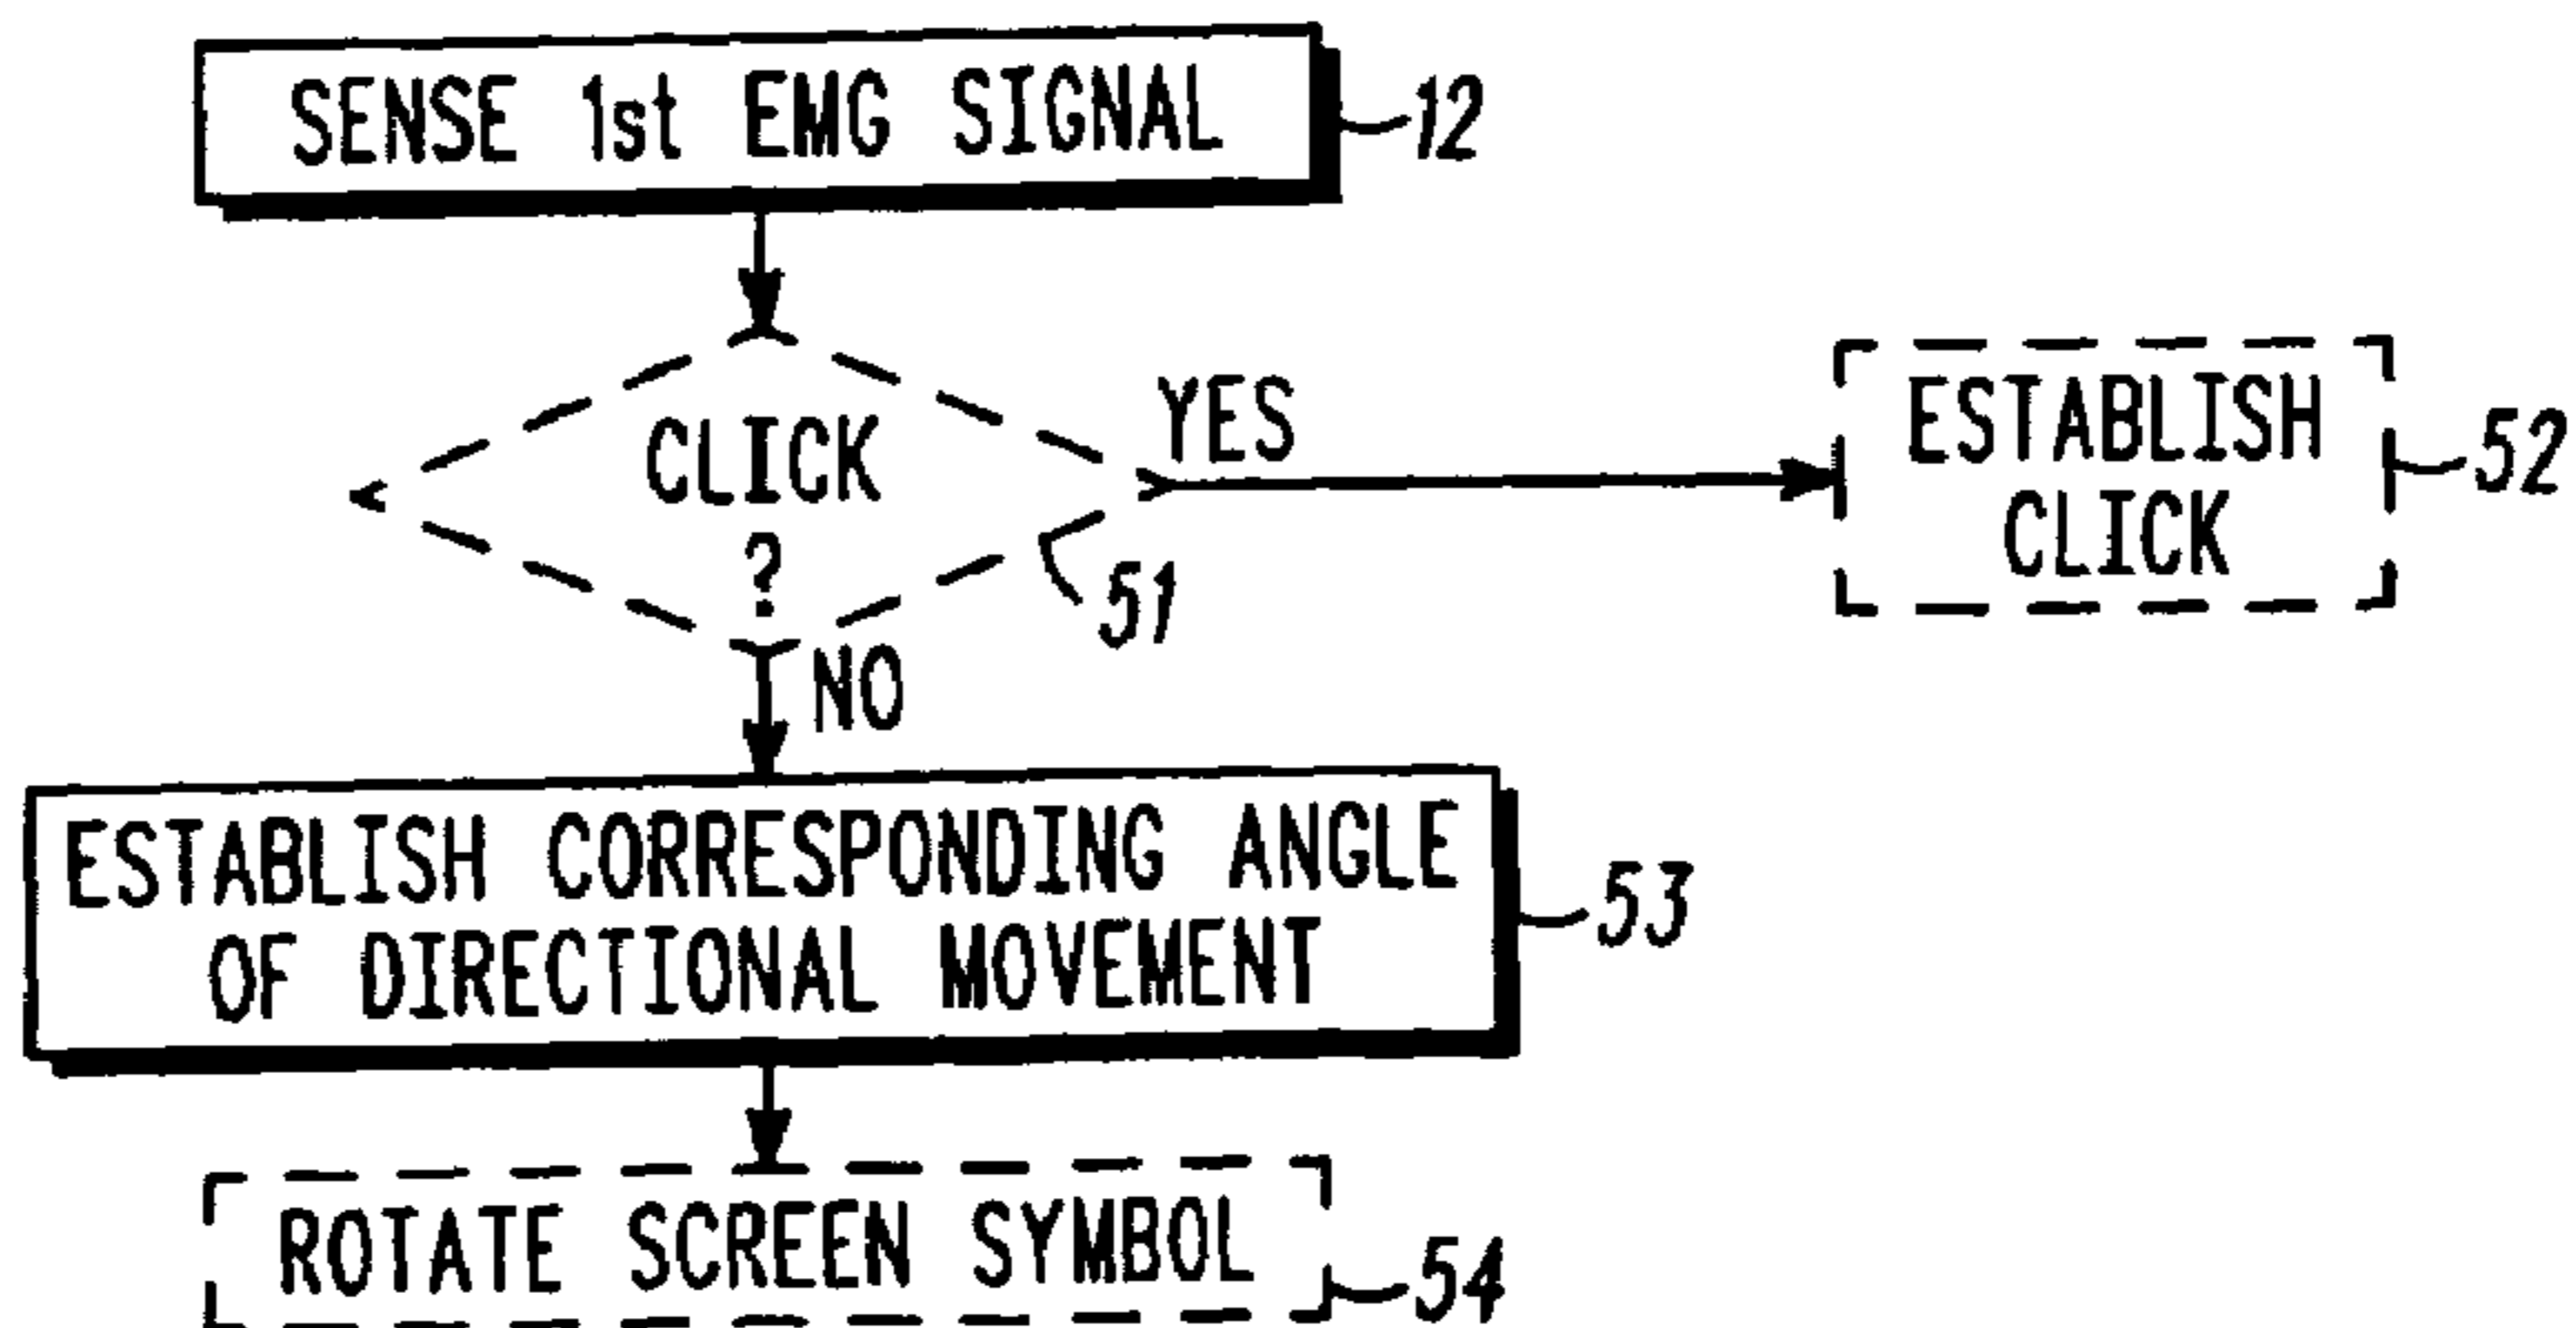 SENSE 1st EMG SIGNAL
12
CLICK
?
YES
51
ESTABLISH
CLICK
52
NO
ESTABLISH CORRESPONDING ANGLE
OF DIRECTIONAL MOVEMENT
53
ROTATE SCREEN SYMBOL
54